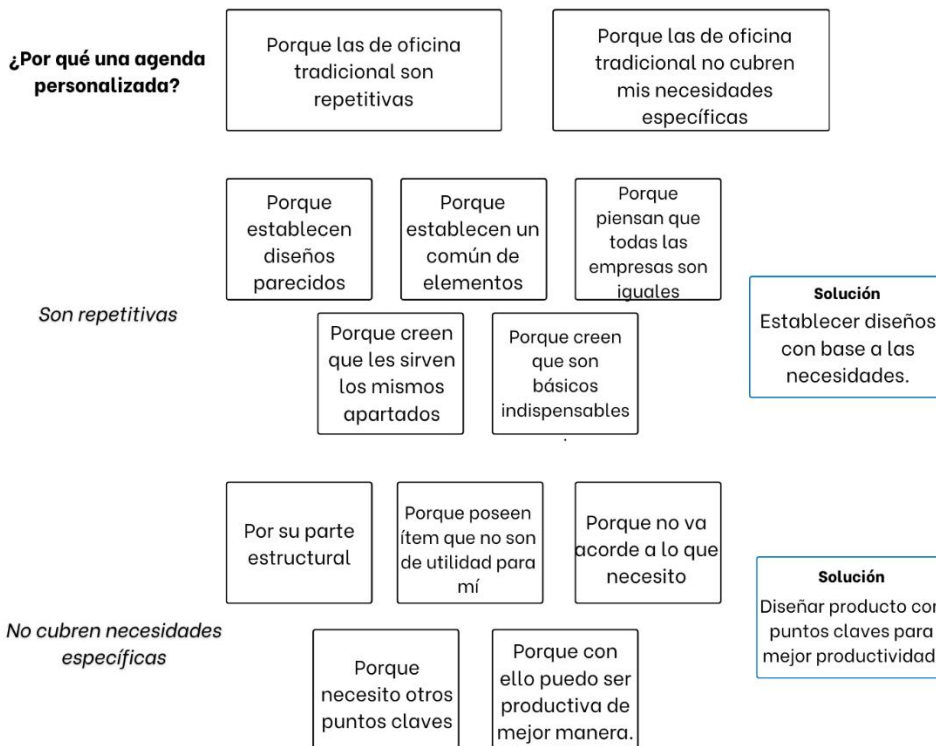 ¿Por qué una agenda
personalizada?
Porque las de oficina
tradicional son
repetitivas
Porque las de oficina
tradicional no cubren
mis necesidades
específicas
Son repetitivas
Porque
establecen
diseños
parecidos
Porque
establecen un
común de
elementos
Porque
piensan que
todas las
empresas son
iguales
Porque creen
que les sirven
los mismos
apartados
Porque creen
que son
básicos
indispensables
.
Solución
Establecer diseños
con base a las
necesidades.
No cubren necesidades
específicas
Por su parte
estructural
Porque poseen
ítem que no son
de utilidad para
mí
Porque no va
acorde a lo que
necesito
Porque
necesito otros
puntos claves
Porque con
ello puedo ser
productiva de
mejor manera.
Solución
Diseñar producto con
puntos claves para
mejor productividad